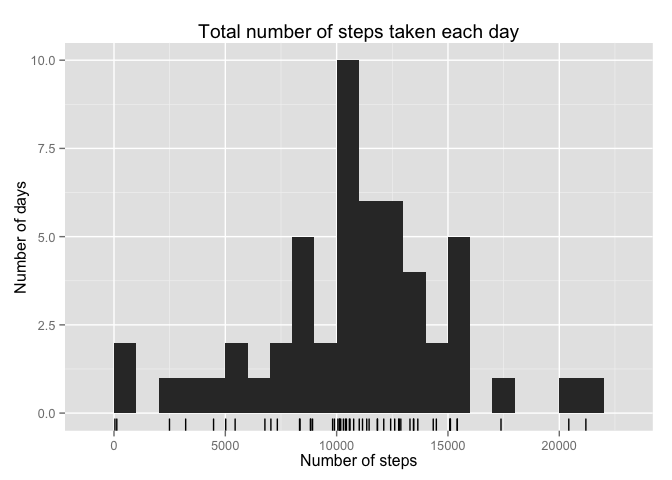 Total number of steps taken each day
Number of days
10.0
7.5
5.0
2.5
0.0
0 5000 10000 15000 20000
Number of steps